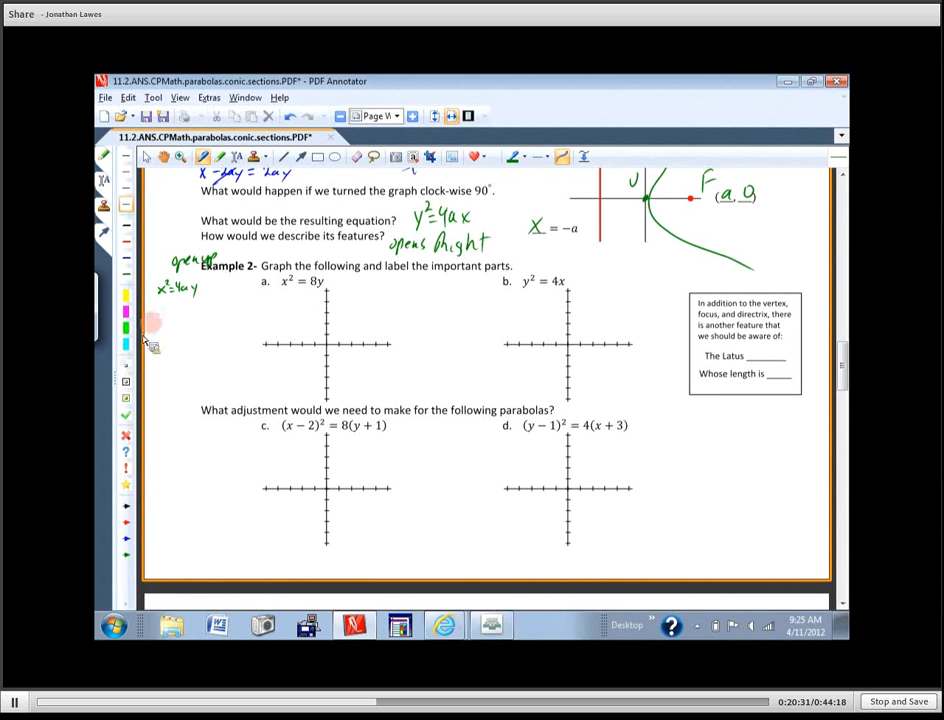 Share - Jonathan Lawes
11.2.ANS.CPMath.parabolas.conic.sections.PDF* - PDF Annotator
File Edit Tool View Extras Window Help
Page W
11.2.ANS.CPMath.parabolas.conic.sections.PDF*
What would happen if we turned the graph clock-wise 90°.
What would be the resulting equation? y²=4ax
How would we describe its features? opens Right
V
F (a, 0)
X = -a
opens up
x²=4ay
Example 2- Graph the following and label the important parts.
a. x² = 8y
b. y² = 4x
In addition to the vertex,
focus, and directrix, there
is another feature that
we should be aware of:
The Latus ________
Whose length is _____
What adjustment would we need to make for the following parabolas?
c. (x − 2)² = 8(y + 1)
d. (y − 1)² = 4(x + 3)
Desktop
9:25 AM
4/11/2012
0:20:31/0:44:18
Stop and Save